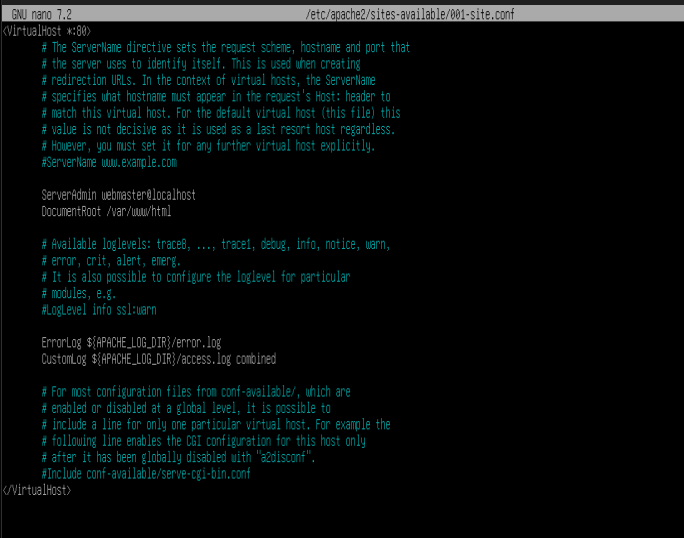 GNU nano 7.2 /etc/apache2/sites-available/001-site.conf
<VirtualHost *:80>
# The ServerName directive sets the request scheme, hostname and port that
# the server uses to identify itself. This is used when creating
# redirection URLs. In the context of virtual hosts, the ServerName
# specifies what hostname must appear in the request's Host: header to
# match this virtual host. For the default virtual host (this file) this
# value is not decisive as it is used as a last resort host regardless.
# However, you must set it for any further virtual host explicitly.
#ServerName www.example.com
ServerAdmin webmaster@localhost
DocumentRoot /var/www/html
# Available loglevels: trace8, ..., trace1, debug, info, notice, warn,
# error, crit, alert, emerg.
# It is also possible to configure the loglevel for particular
# modules, e.g.
#LogLevel info ssl:warn
ErrorLog ${APACHE_LOG_DIR}/error.log
CustomLog ${APACHE_LOG_DIR}/access.log combined
# For most configuration files from conf-available/, which are
# enabled or disabled at a global level, it is possible to
# include a line for only one particular virtual host. For example the
# following line enables the CGI configuration for this host only
# after it has been globally disabled with "a2disconf".
#Include conf-available/serve-cgi-bin.conf
</VirtualHost>